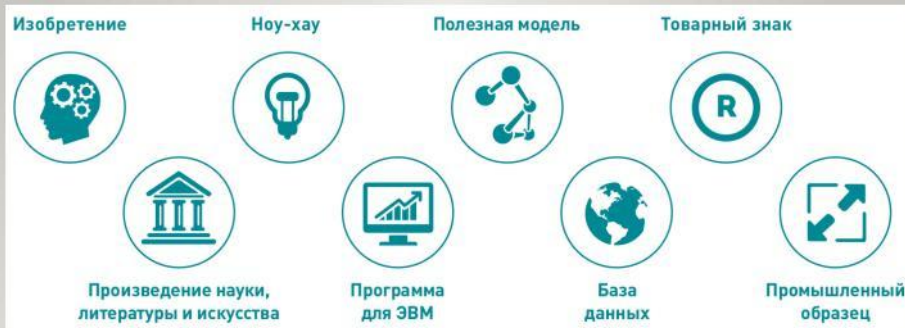 Изобретение
Ноу-хау
Полезная модель
Товарный знак
R
Произведение науки,
литературы и искусства
Программа
для ЭВМ
База
данных
Промышленный
образец